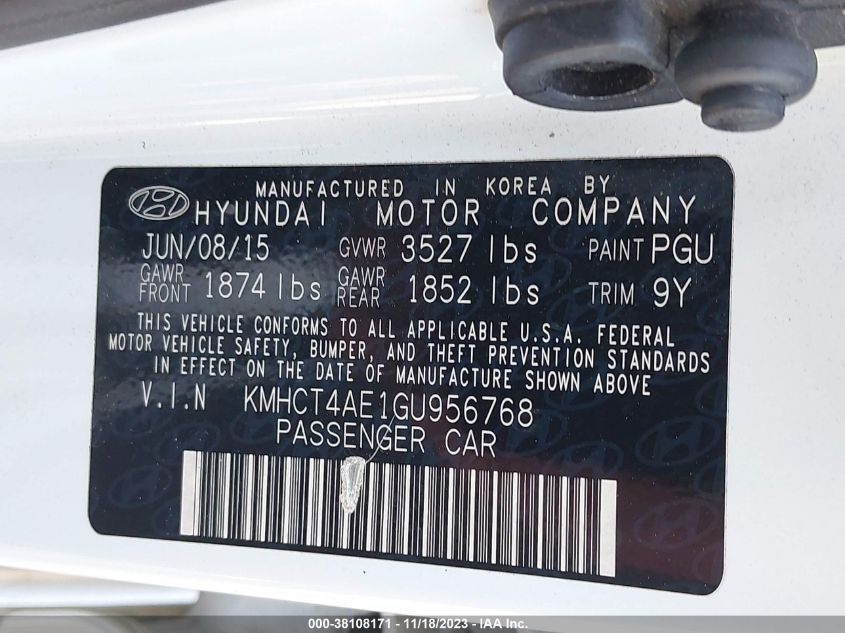 MANUFACTURED IN KOREA BY
HYUNDAI MOTOR COMPANY
JUN/08/15 GVWR 3527 lbs PAINT PGU
GAWR FRONT 1874 lbs GAWR REAR 1852 lbs TRIM 9Y
THIS VEHICLE CONFORMS TO ALL APPLICABLE U.S.A. FEDERAL
MOTOR VEHICLE SAFETY, BUMPER, AND THEFT PREVENTION STANDARDS
IN EFFECT ON THE DATE OF MANUFACTURE SHOWN ABOVE
V.I.N KMHCT4AE1GU956768
PASSENGER CAR
000-38108171 - 11/18/2023 - IAA Inc.